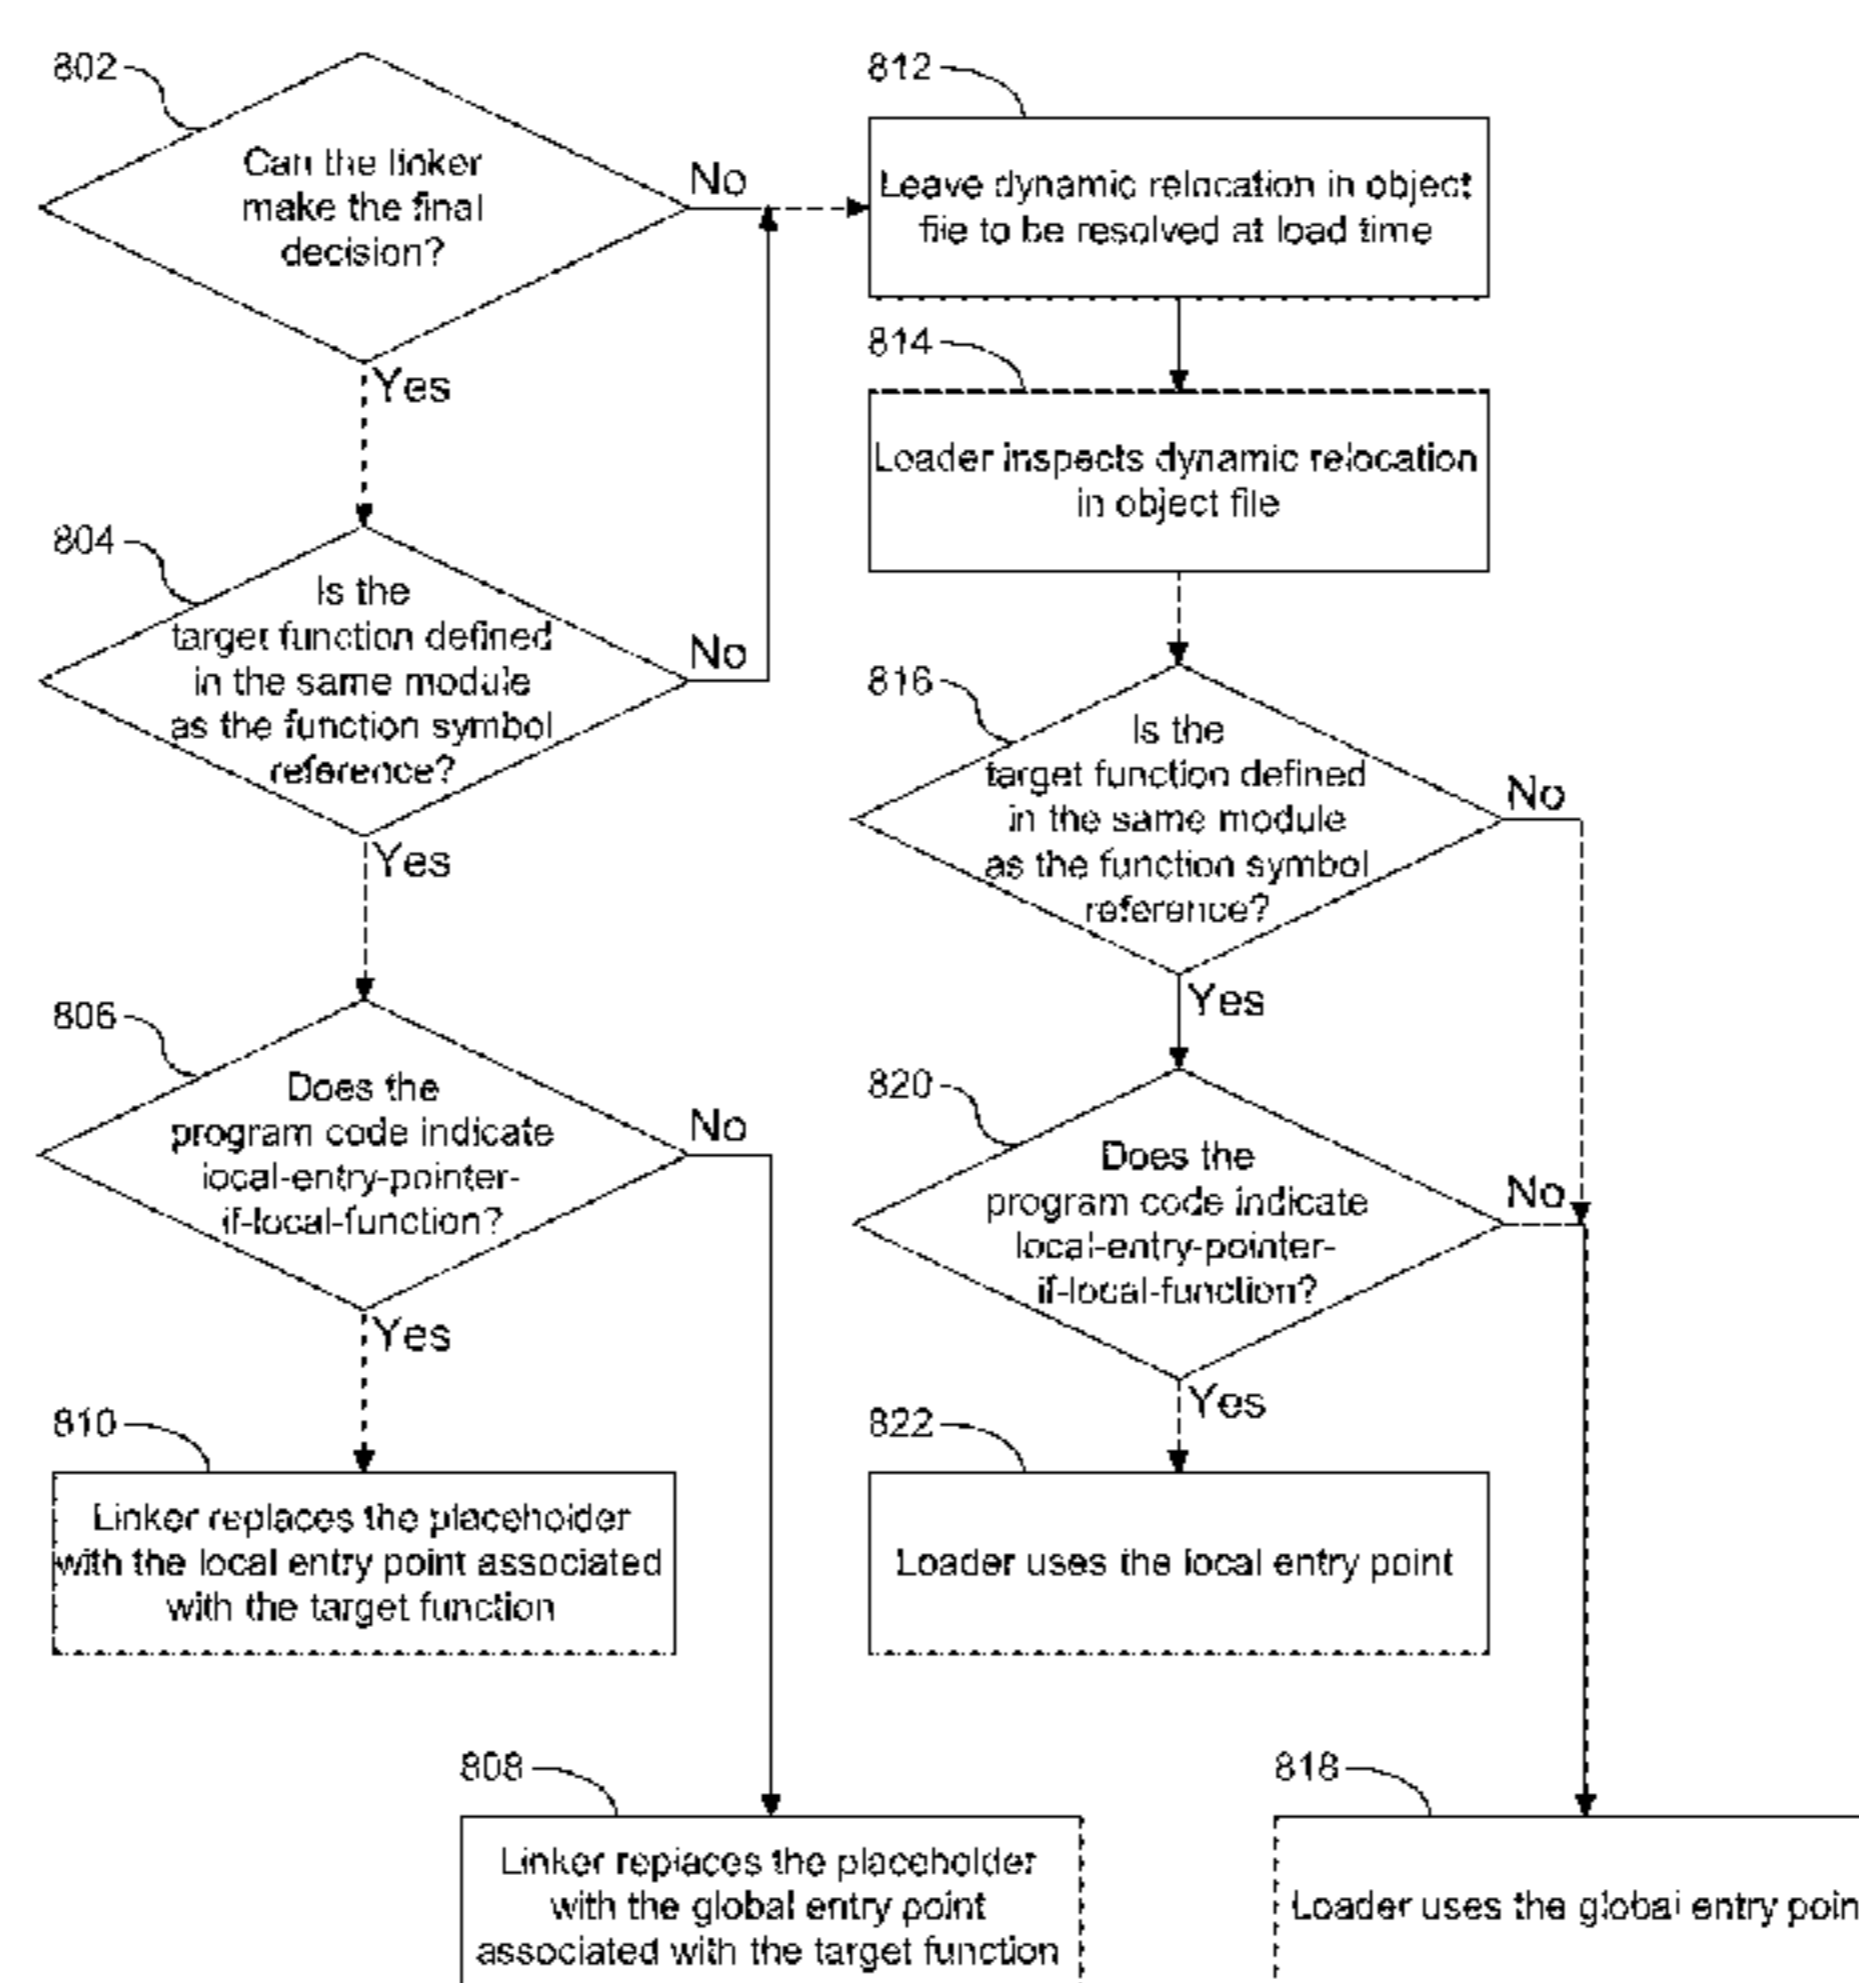 802
Can the linker
make the final
decision?
No
Yes
804
Is the
target function defined
in the same module
as the function symbol
reference?
No
Yes
806
Does the
program code indicate
local-entry-pointer-
if-local-function?
No
Yes
810
Linker replaces the placeholder
with the local entry point associated
with the target function
808
Linker replaces the placeholder
with the global entry point
associated with the target function
812
Leave dynamic relocation in object
file to be resolved at load time
814
Loader inspects dynamic relocation
in object file
816
Is the
target function defined
in the same module
as the function symbol
reference?
No
Yes
820
Does the
program code indicate
local-entry-pointer-
if-local-function?
No
Yes
822
Loader uses the local entry point
818
Loader uses the global entry poin